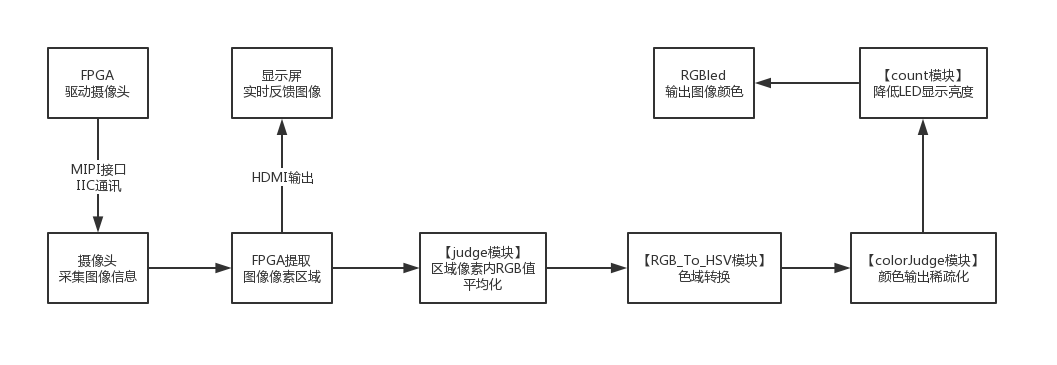 FPGA
驱动摄像头
显示屏
实时反馈图像
RGBled
输出图像颜色
【count模块】
降低LED显示亮度
MIPI接口
IIC通讯
HDMI输出
摄像头
采集图像信息
FPGA提取
图像像素区域
【judge模块】
区域像素内RGB值
平均化
【RGB_To_HSV模块】
色域转换
【colorJudge模块】
颜色输出稀疏化